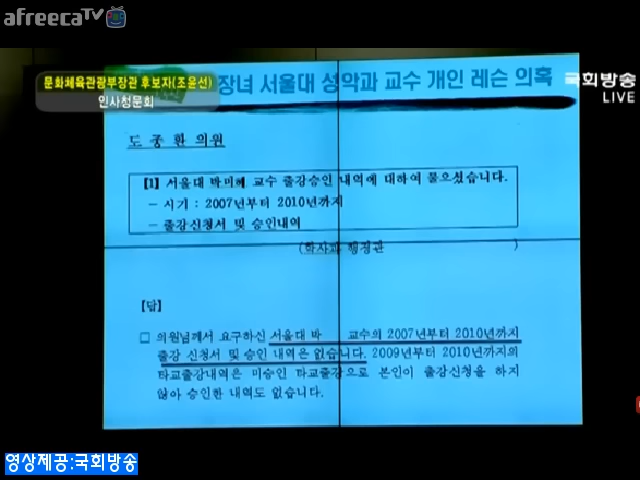 afreecaTV
문화체육관광부장관 후보자(조윤선)
인사청문회
장녀 서울대 성악과 교수 개인 레슨 의혹
국회방송
LIVE
도 종 환 의원
【1】 서울대 박미혜 교수 출강승인 내역에 대하여 물으셨습니다.
- 시기 : 2007년부터 2010년까지
- 출강신청서 및 승인내역
(학사과 행정관 )
【답】
□ 의원님께서 요구하신 서울대 박 교수의 2007년부터 2010년까지
출강 신청서 및 승인 내역은 없습니다. 2009년부터 2010년까지의
타교출강내역은 미승인 타교출강으로 본인이 출강신청을 하지
않아 승인한 내역도 없습니다.
영상제공:국회방송